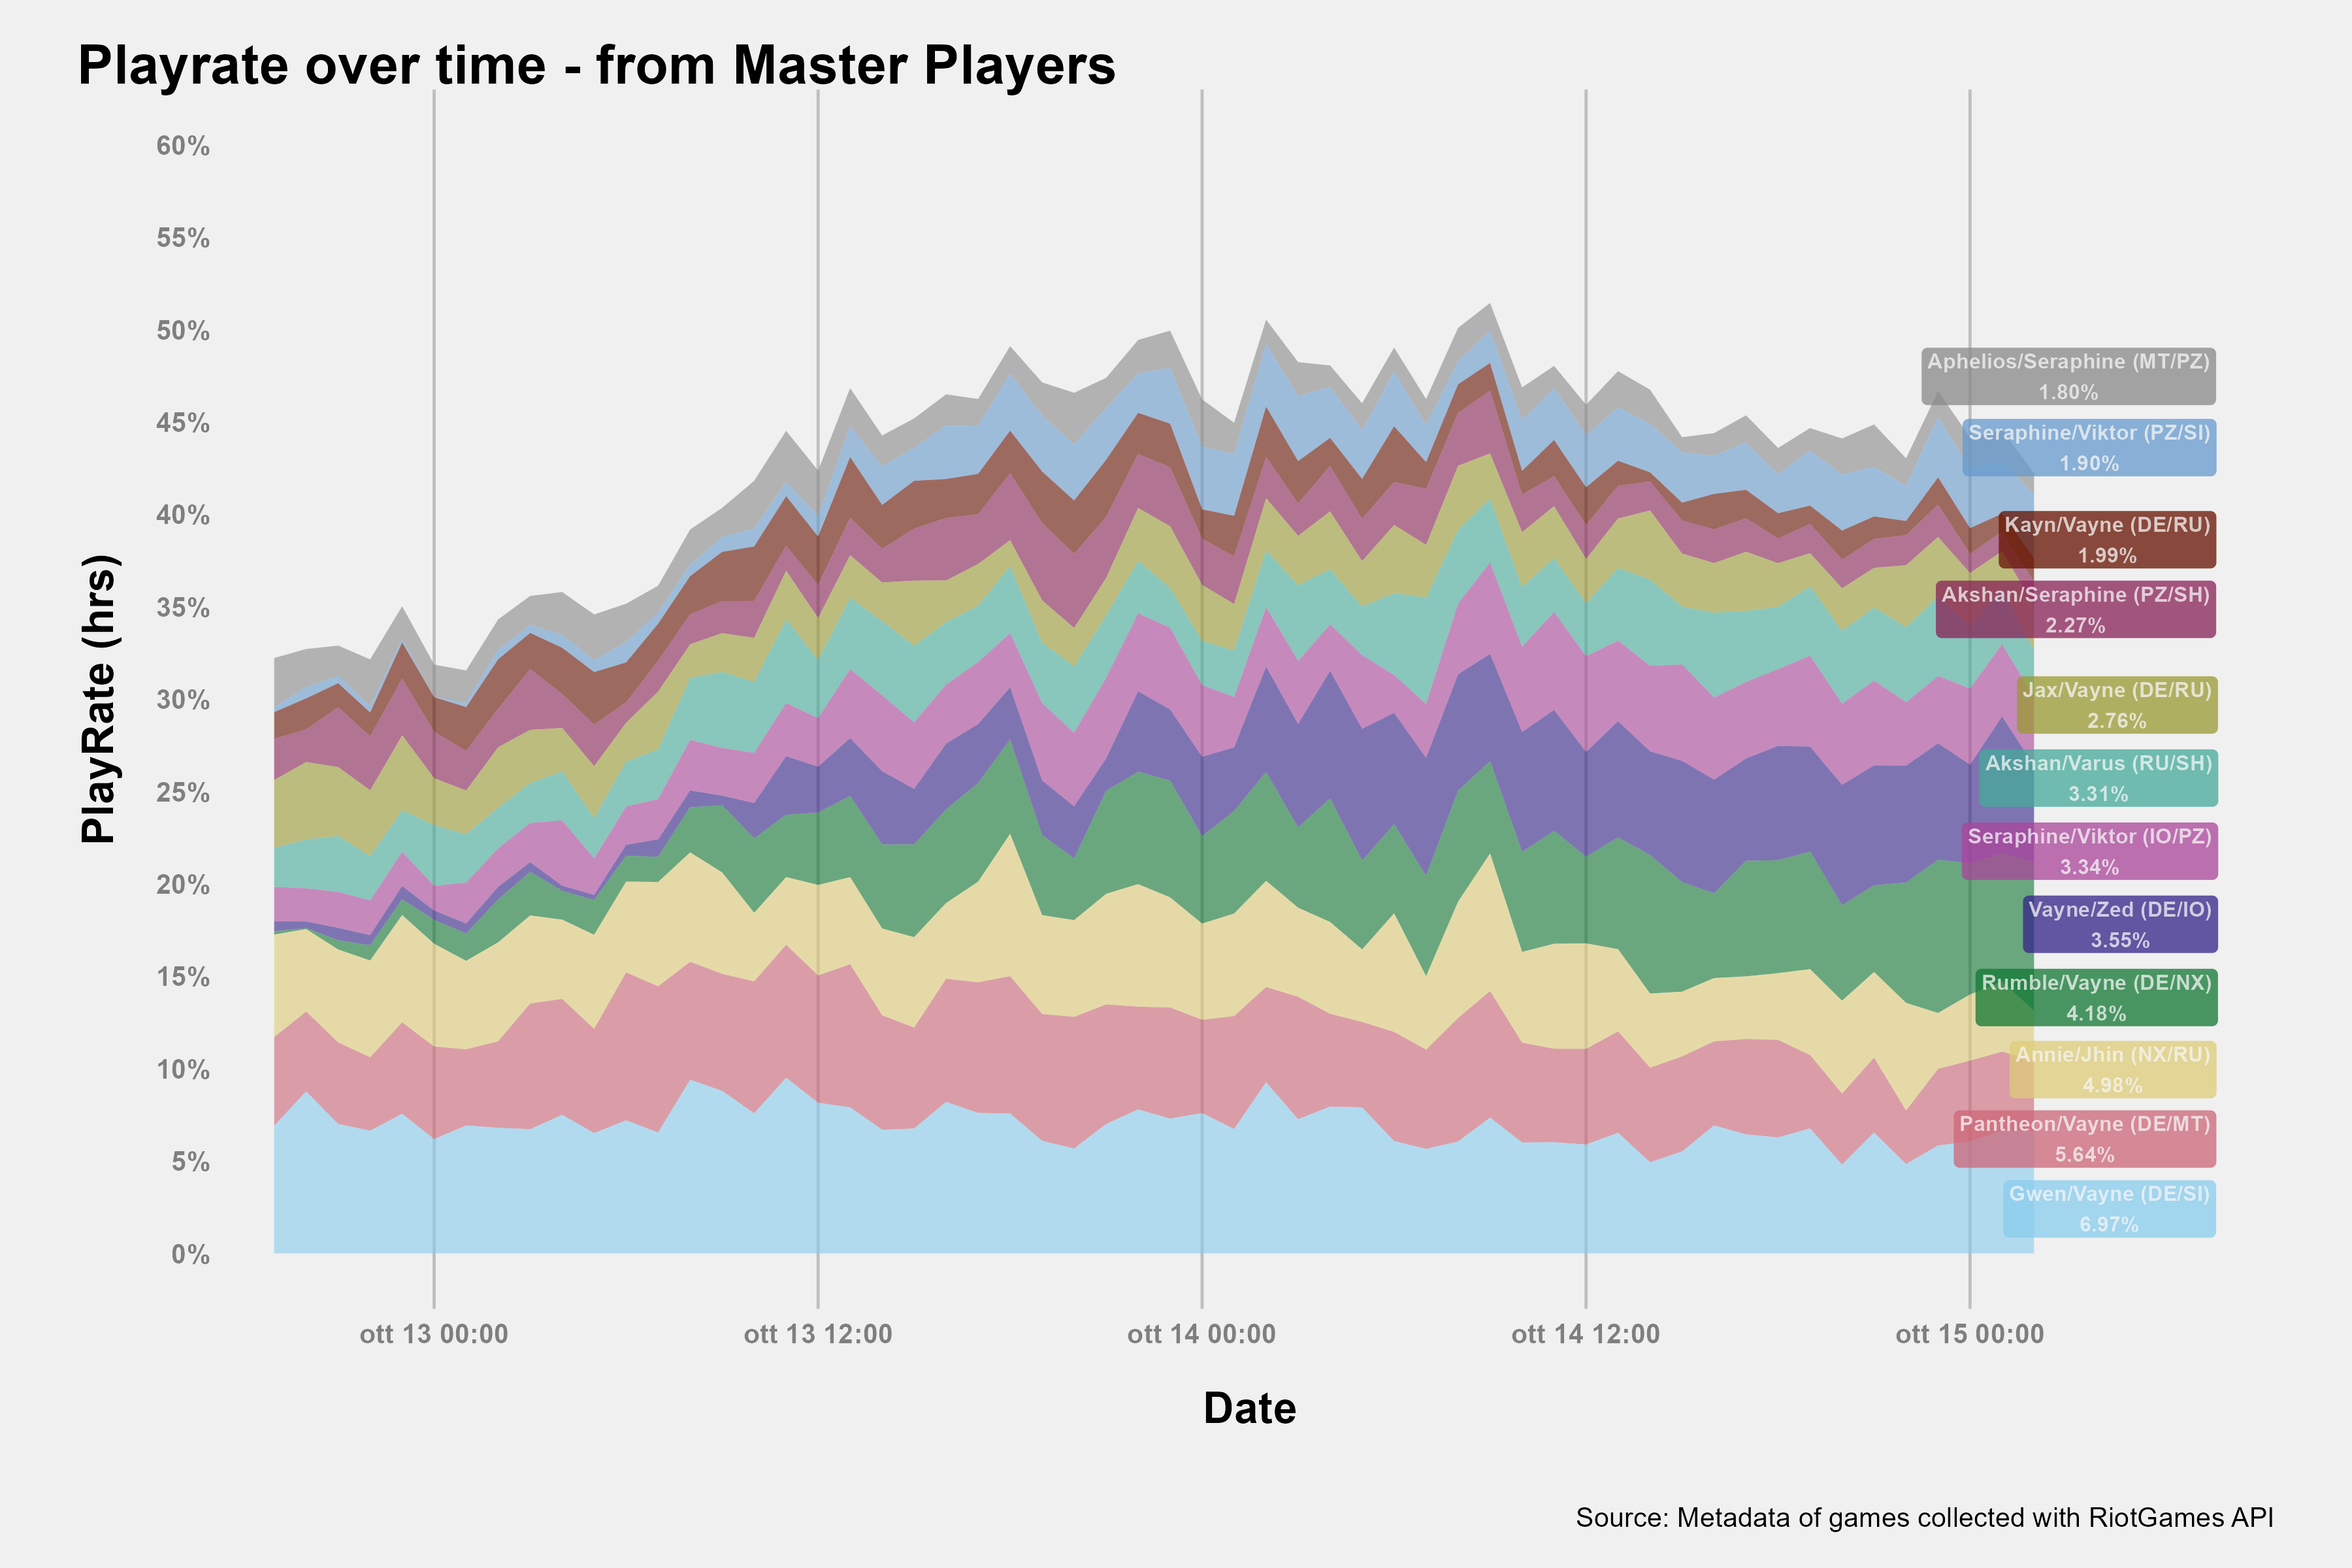 Playrate over time - from Master Players
60%
55%
50%
45%
40%
35%
30%
25%
20%
15%
10%
5%
0%
PlayRate (hrs)
Aphelios/Seraphine (MT/PZ)
1.80%
Seraphine/Viktor (PZ/SI)
1.90%
Kayn/Vayne (DE/RU)
1.99%
Akshan/Seraphine (PZ/SH)
2.27%
Jax/Vayne (DE/RU)
2.76%
Akshan/Varus (RU/SH)
3.31%
Seraphine/Viktor (IO/PZ)
3.34%
Vayne/Zed (DE/IO)
3.55%
Rumble/Vayne (DE/NX)
4.18%
Annie/Jhin (NX/RU)
4.98%
Pantheon/Vayne (DE/MT)
5.64%
Gwen/Vayne (DE/SI)
6.97%
ott 13 00:00
ott 13 12:00
ott 14 00:00
ott 14 12:00
ott 15 00:00
Date
Source: Metadata of games collected with RiotGames API